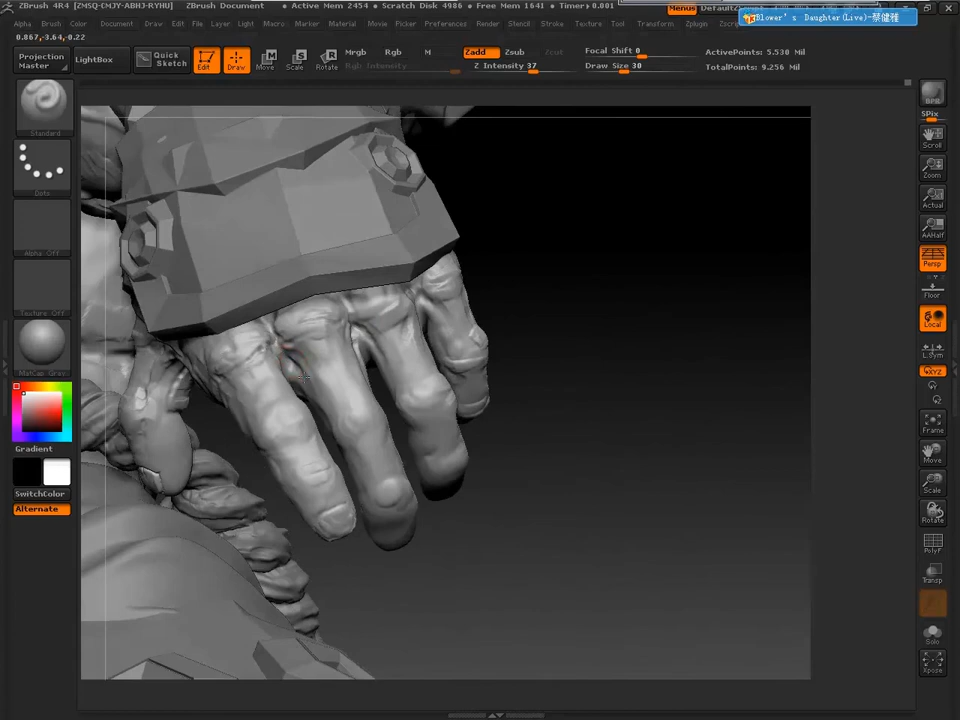 ZBrush 4R4 [ZMSQ-CMJY-ABHJ-RYHU] ZBrush Document • Active Mem 2454 • Scratch Disk 4986 • Free Mem 1641 • Timer▸0.001 Menus
Blower's Daughter(Live)-蔡健雅
Alpha Brush Color Document Draw Edit File Layer Light Macro Marker Material Movie Picker Preferences Render Stencil Stroke Texture Tool Transform Zplugin
0.867,-3.64,-0.22
Projection Master
LightBox
Quick Sketch
Edit Draw Move Scale Rotate
Mrgb Rgb M
Rgb Intensity
Zadd Zsub
Z Intensity 37
Focal Shift 0
Draw Size 30
ActivePoints: 5.530 Mil
TotalPoints: 9.256 Mil
Standard
Dots
Alpha Off
Texture Off
MatCap Gray
Gradient
SwitchColor
Alternate
BPR
SPix
Scroll
Zoom
Actual
AAHalf
Persp
Floor
Local
L.Sym
XYZ
Frame
Move
Scale
Rotate
PolyF
Transp
Solo
Xpose